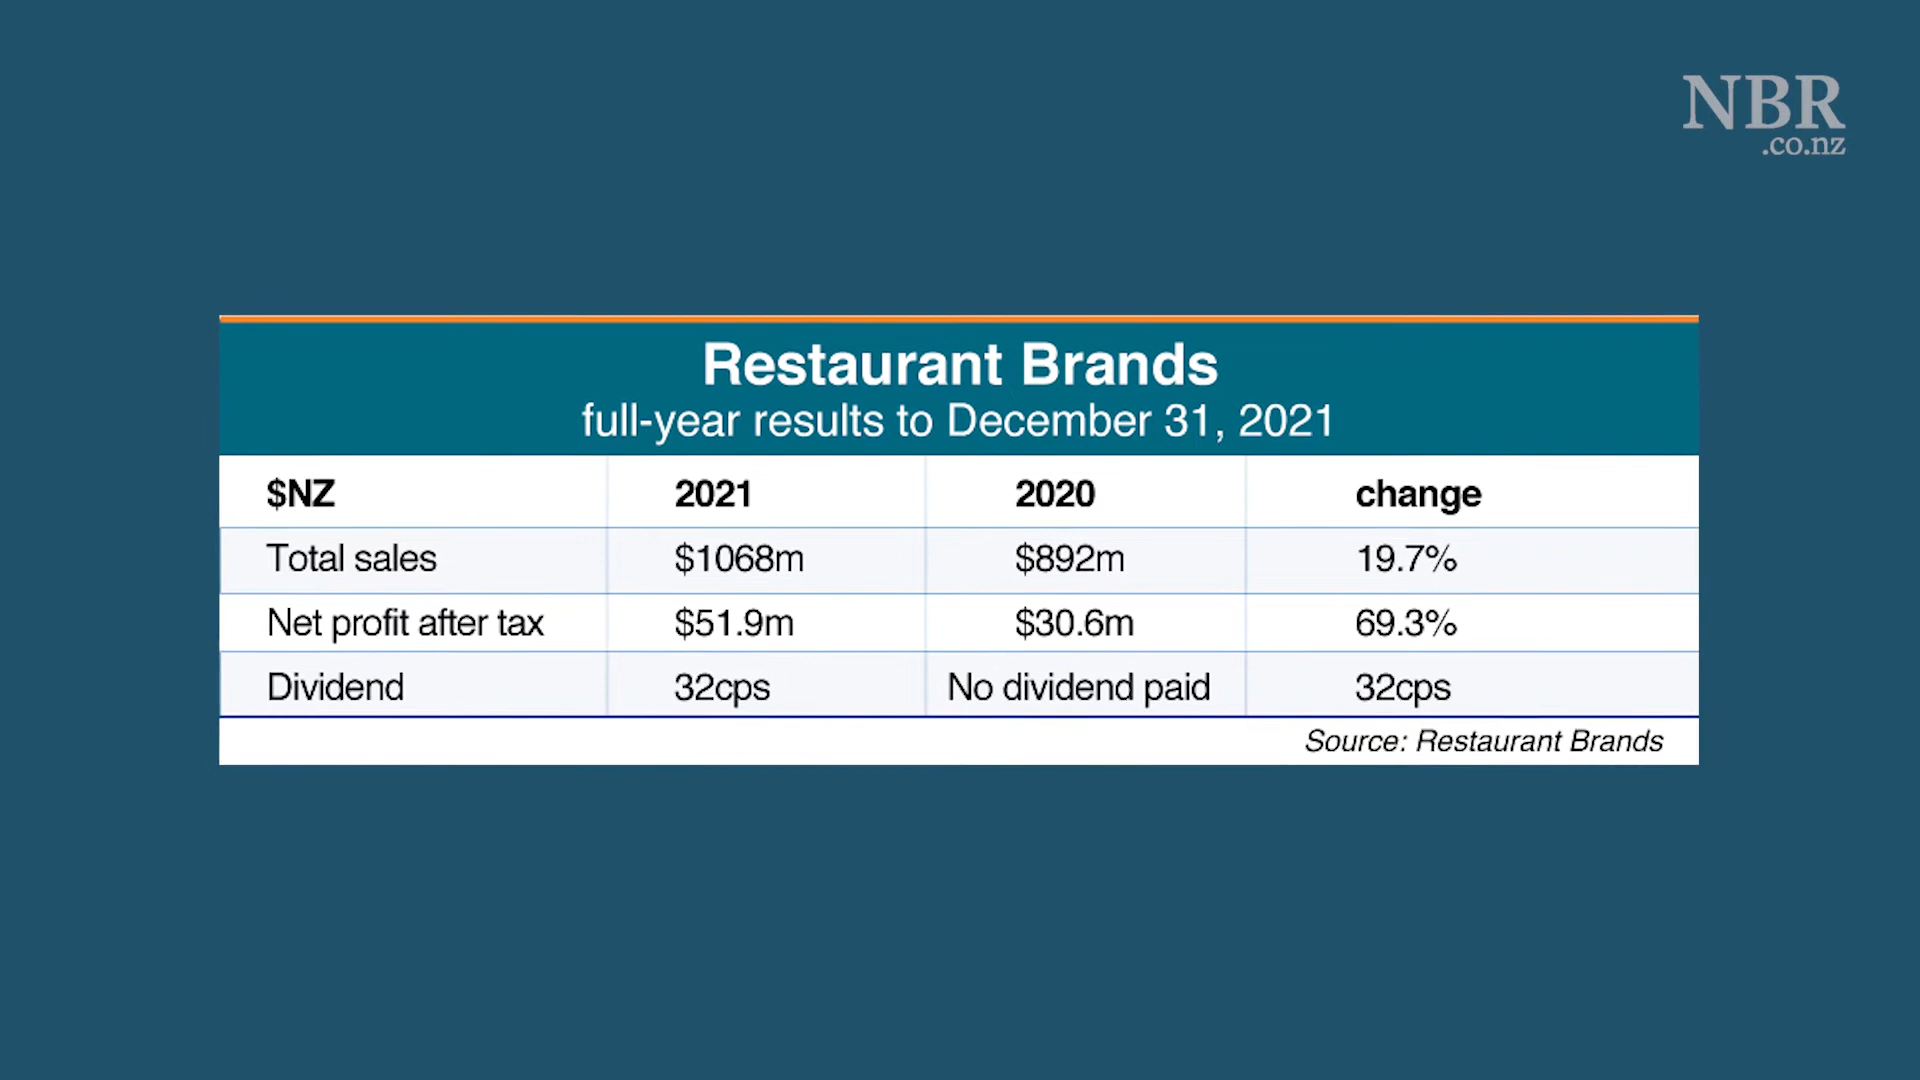 NBR
.co.nz
Restaurant Brands
full-year results to December 31, 2021
$NZ 2021 2020 change
Total sales $1068m $892m 19.7%
Net profit after tax $51.9m $30.6m 69.3%
Dividend 32cps No dividend paid 32cps
Source: Restaurant Brands